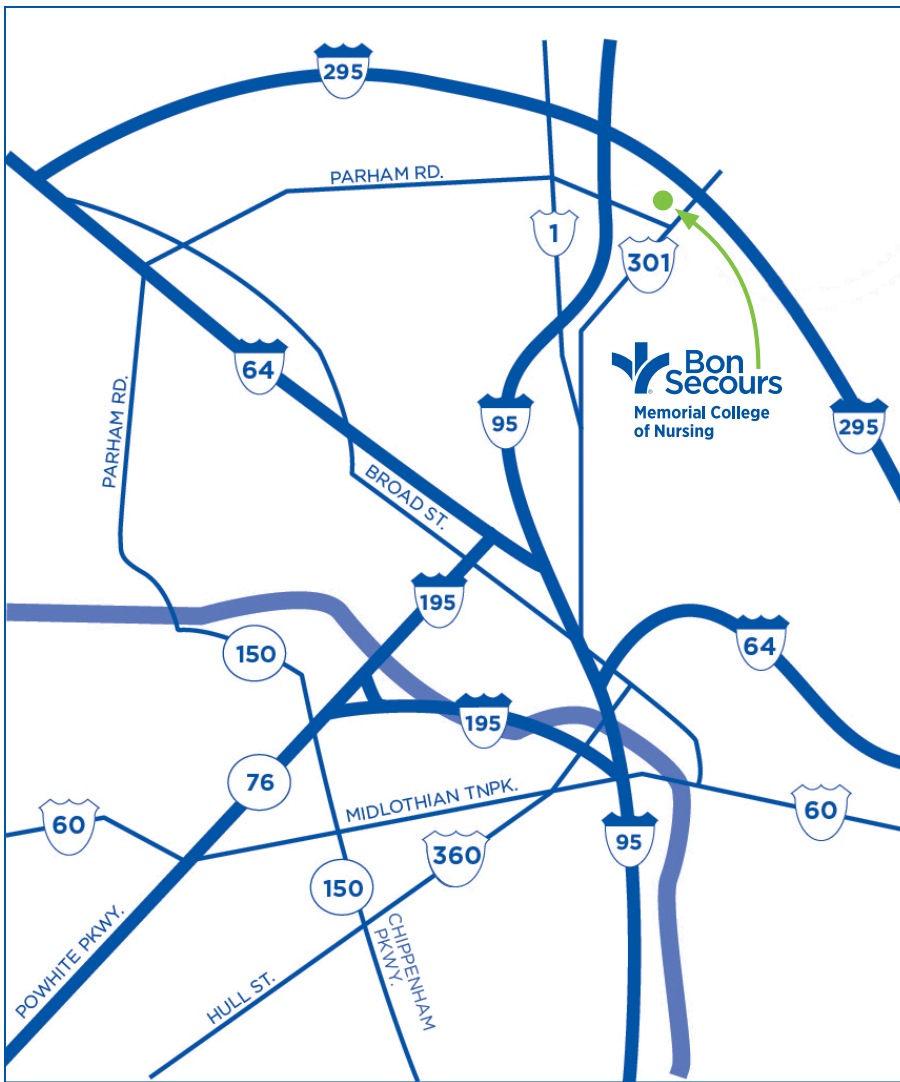 295
PARHAM RD.
1
301
Bon
Secours
®
Memorial College
of Nursing
64
95
295
PARHAM RD.
BROAD ST.
195
150
64
195
76
MIDLOTHIAN TNPK.
60
60
360
95
150
POWHITE PKWY.
CHIPPENHAM
PKWY.
HULL ST.